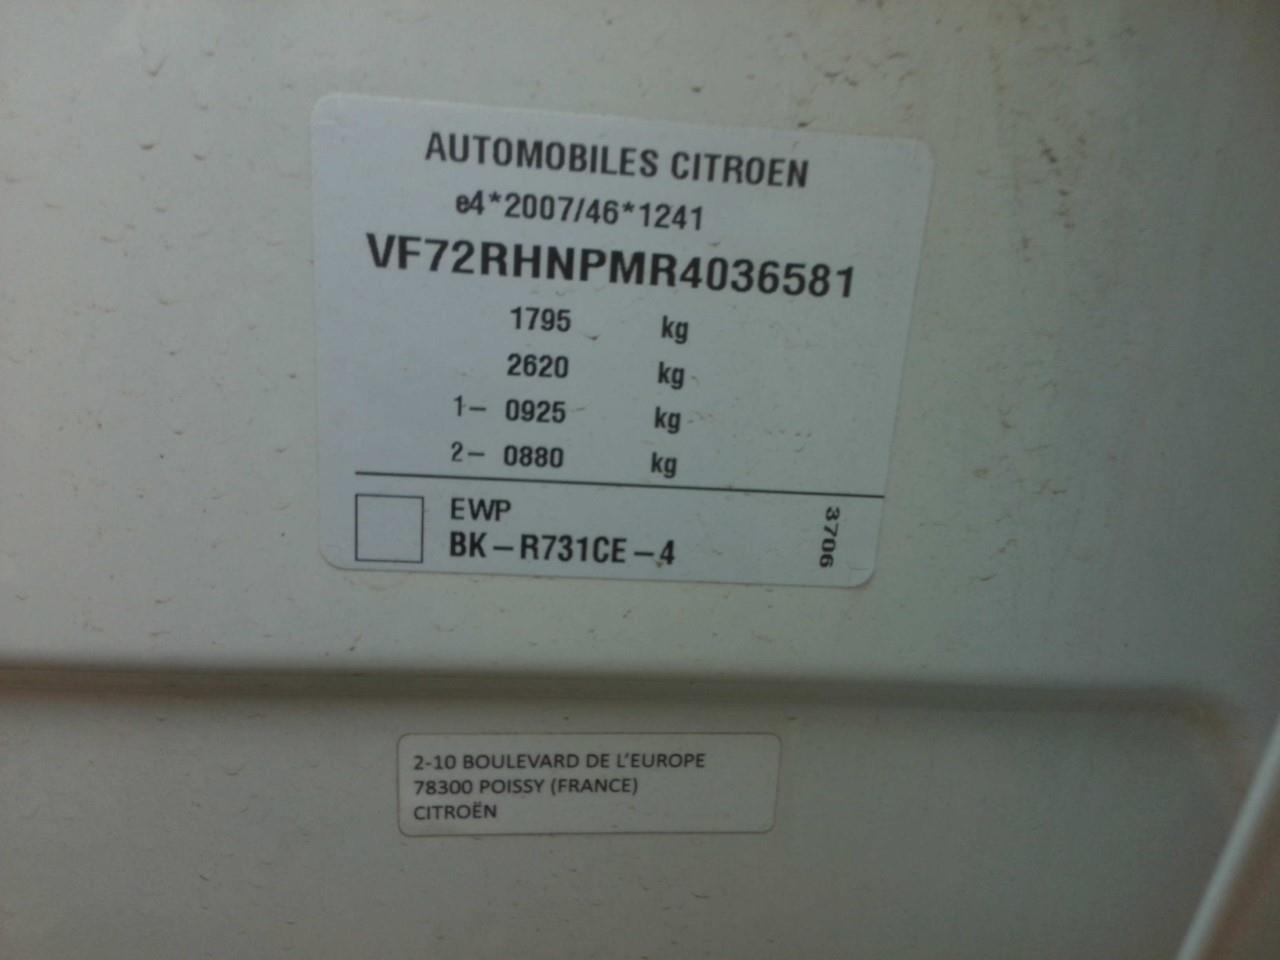 AUTOMOBILES CITROEN
e4*2007/46*1241
VF72RHNPMR4036581
1795 kg
2620 kg
1- 0925 kg
2- 0880 kg
EWP
BK-R731CE-4
3706
2-10 BOULEVARD DE L'EUROPE
78300 POISSY (FRANCE)
CITROËN